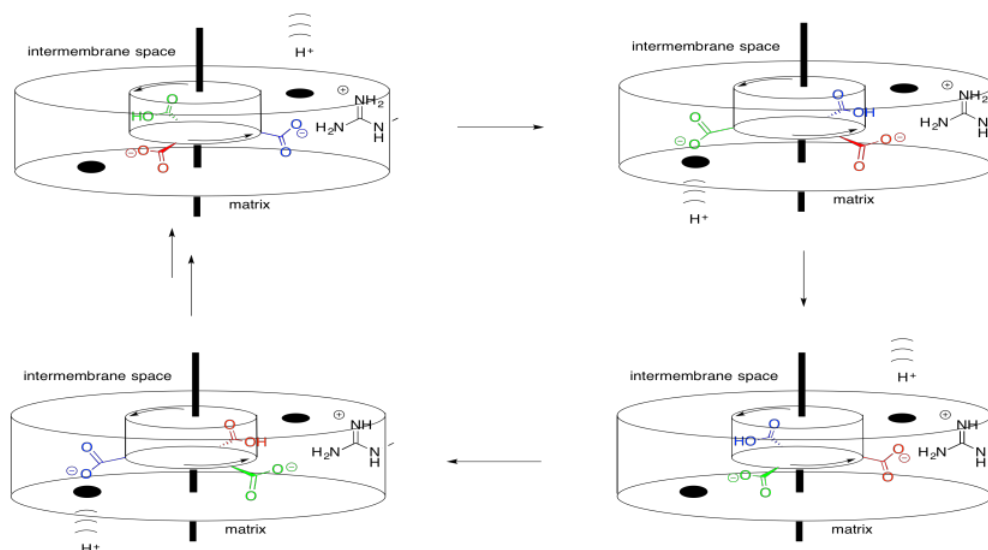 intermembrane space
H+
O
HO
⊖O
O
O
O⊖
⊕
NH2
H2N
N
H
matrix
intermembrane space
O
OH
O
⊖O
O⊖
O
⊕
NH2
H2N
N
H
H+
matrix
intermembrane space
O
OH
O
⊖O
O⊖
O
⊕
NH
H2N
N
H
H+
matrix
intermembrane space
H+
O
HO
⊖O
O
O
O⊖
⊕
NH
H2N
N
H
matrix